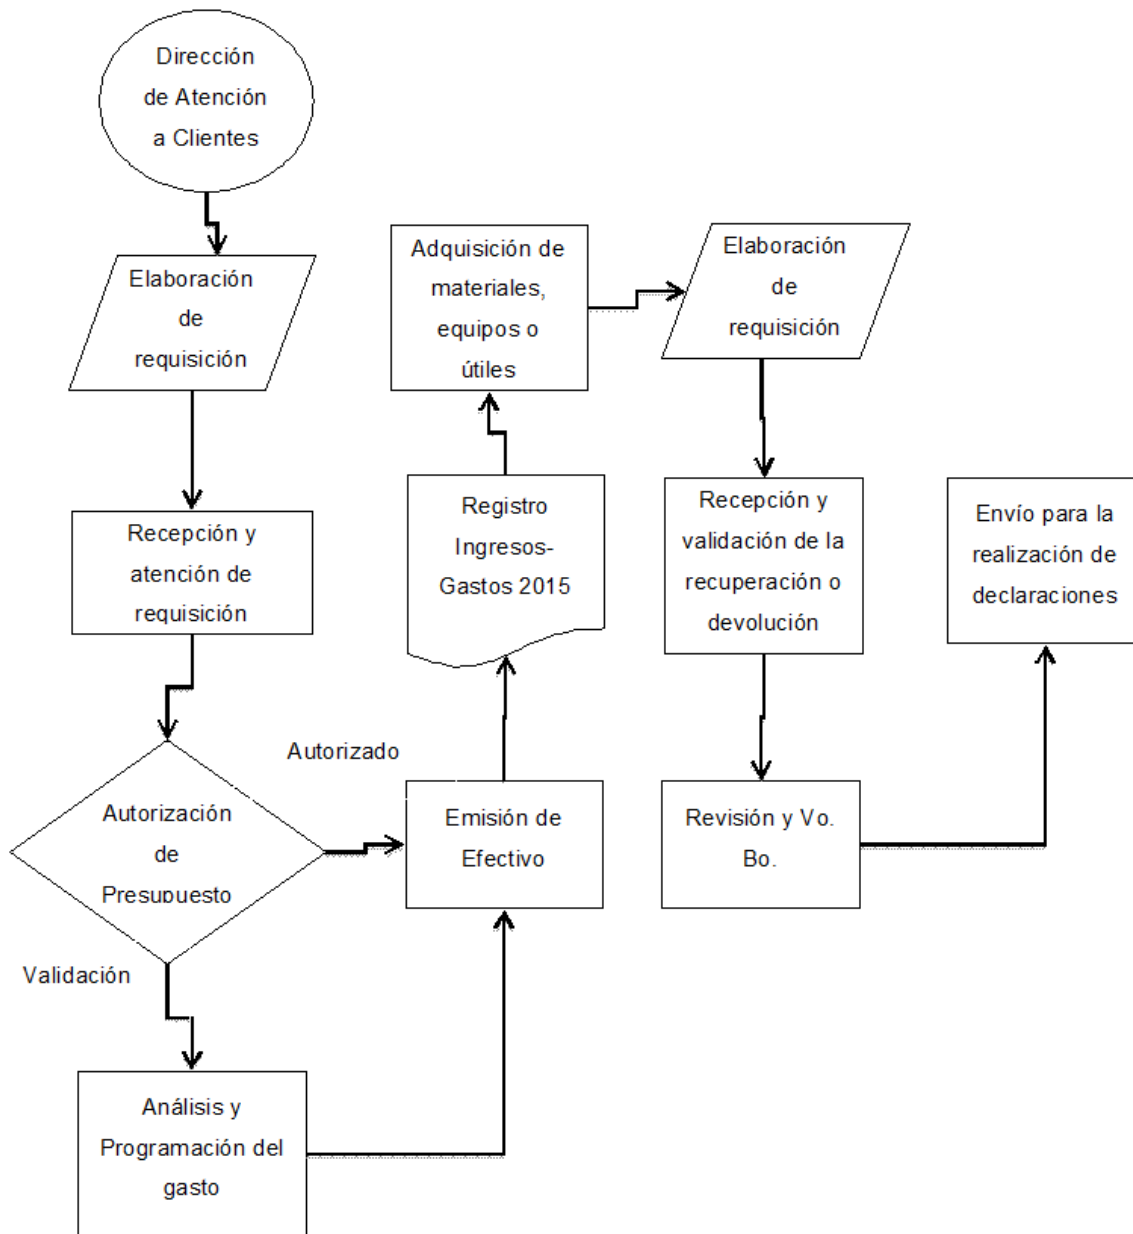 Dirección
de Atención
a Clientes
Elaboración
de
requisición
Recepción y
atención de
requisición
Autorización
de
Presupuesto
Autorizado
Validación
Análisis y
Programación del
gasto
Emisión de
Efectivo
Registro
Ingresos-
Gastos 2015
Adquisición de
materiales,
equipos o
útiles
Elaboración
de
requisición
Recepción y
validación de la
recuperación o
devolución
Revisión y Vo.
Bo.
Envío para la
realización de
declaraciones